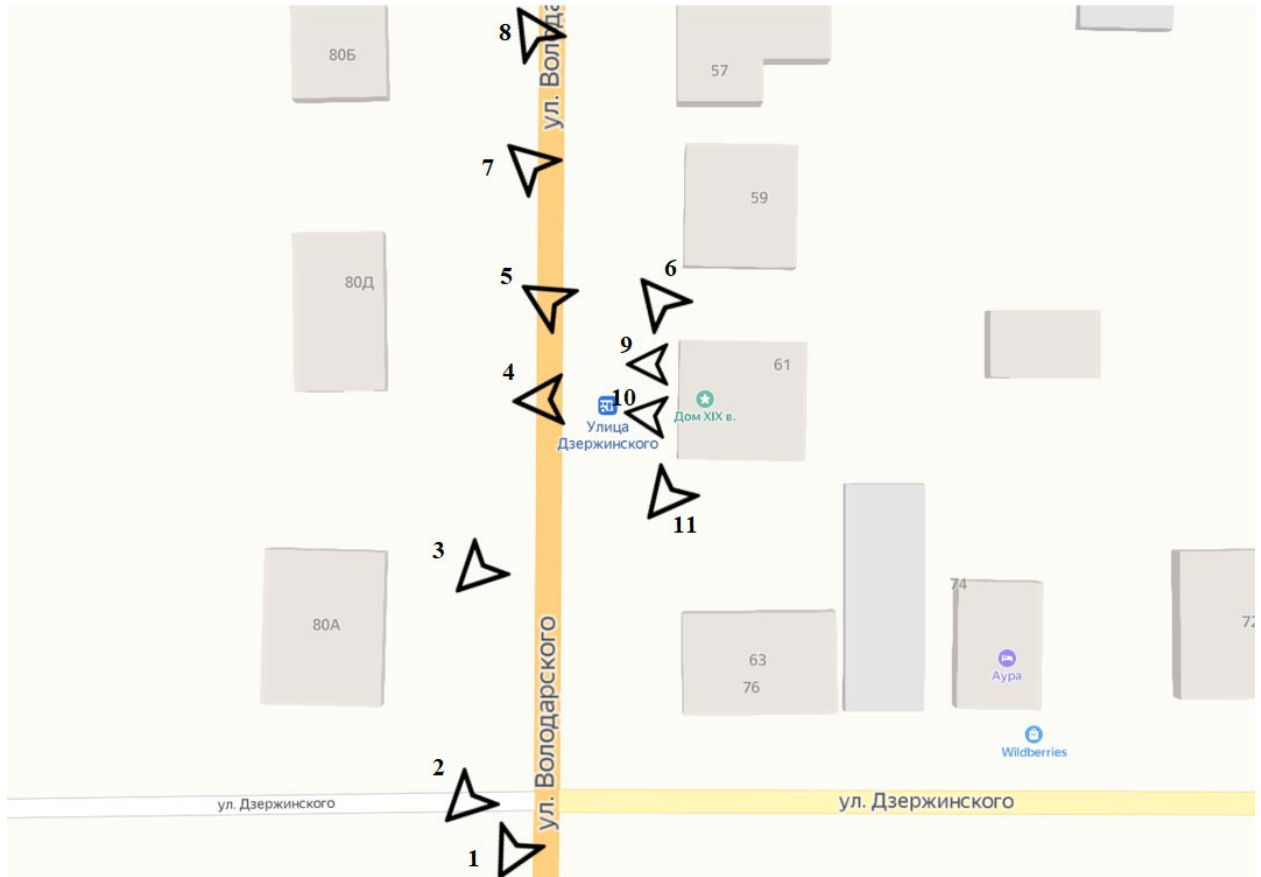 8
80Б
ул. Волода
57
7
59
80Д
5
6
9
61
4
10
Дом XIX в.
Улица
Дзержинского
11
3
80А
ул. Володарского
63
76
74
72
Аура
Wildberries
2
ул. Дзержинского
ул. Дзержинского
1